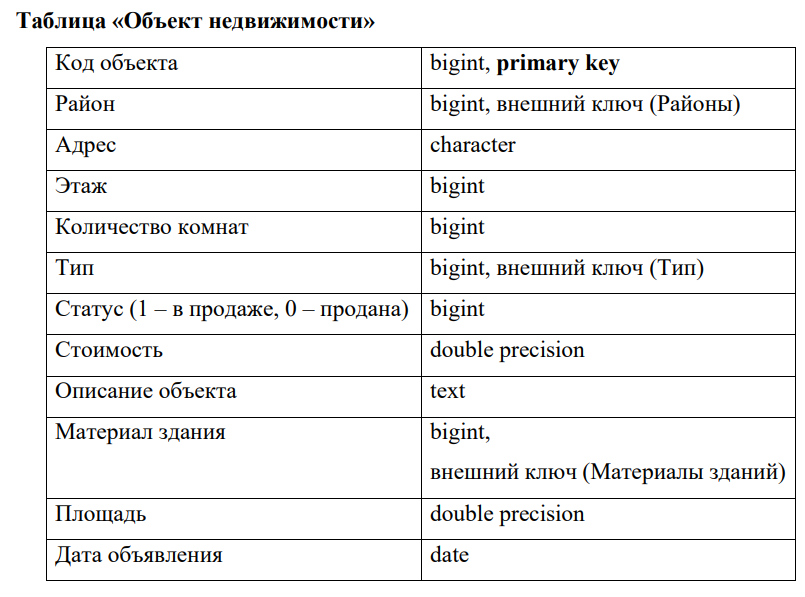 Таблица «Объект недвижимости»
Код объекта bigint, primary key
Район bigint, внешний ключ (Районы)
Адрес character
Этаж bigint
Количество комнат bigint
Тип bigint, внешний ключ (Тип)
Статус (1 – в продаже, 0 – продана) bigint
Стоимость double precision
Описание объекта text
Материал здания bigint,
внешний ключ (Материалы зданий)
Площадь double precision
Дата объявления date